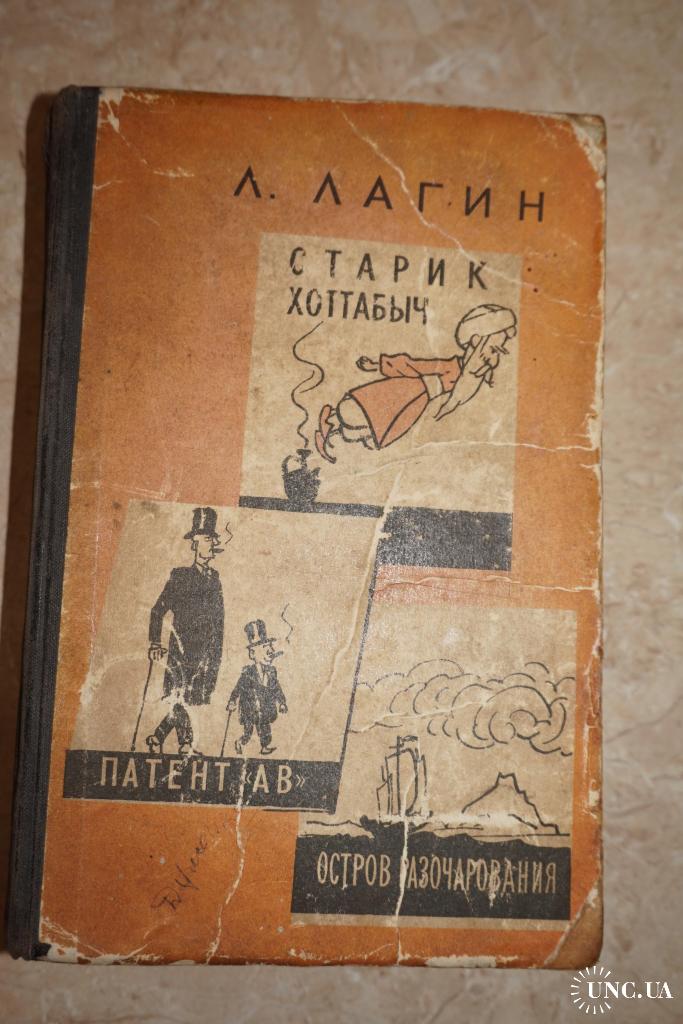 Л. ЛАГИН
СТАРИК
ХОТТАБЫЧ
ПАТЕНТ „АВ"
ОСТРОВ РАЗОЧАРОВАНИЯ
UNC.UA